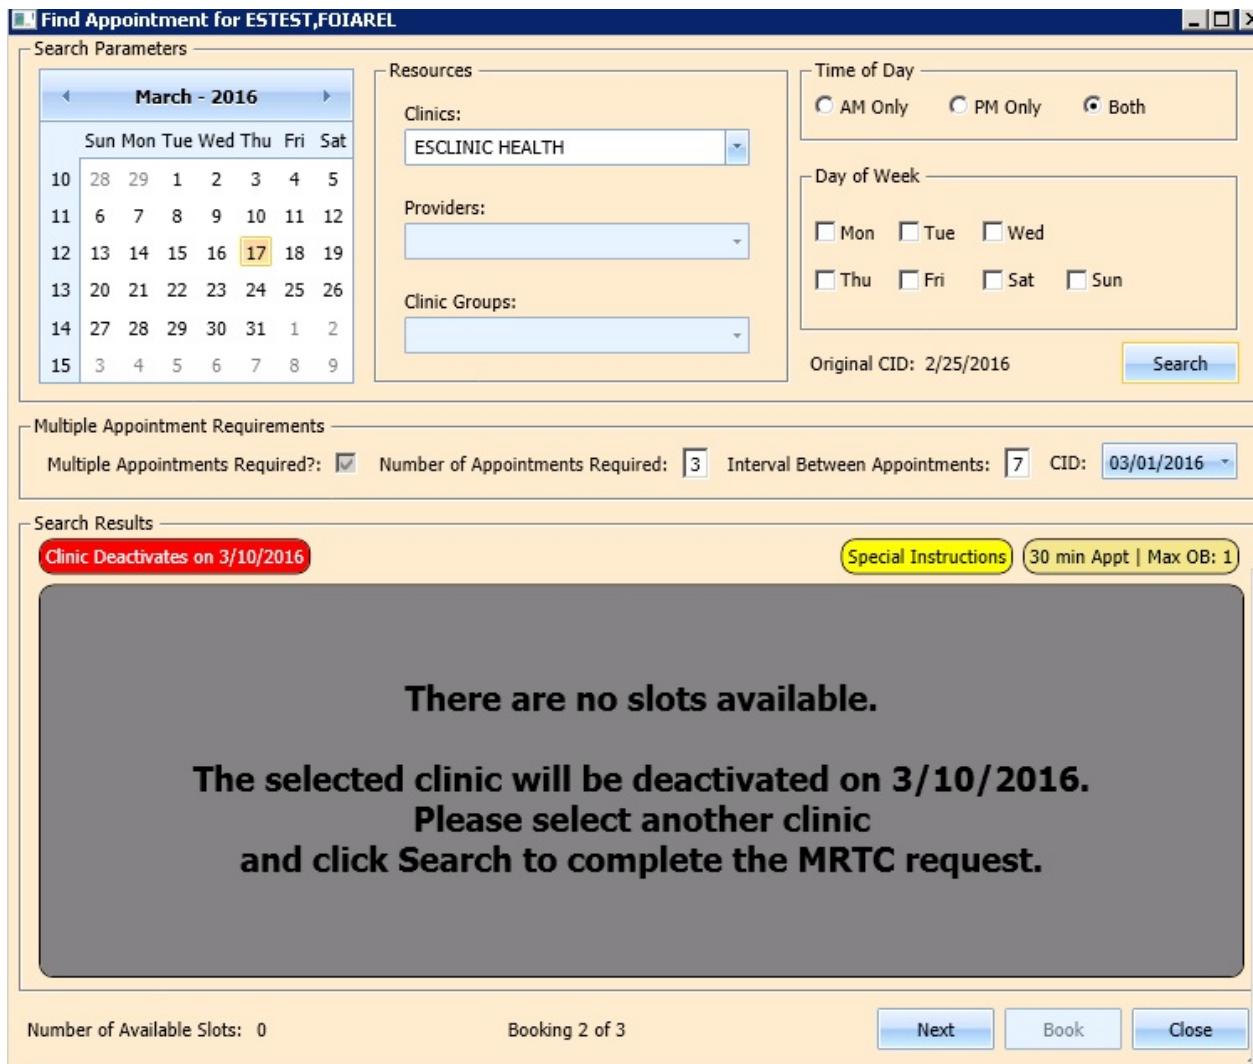 Find Appointment for ESTEST,FOIAREL
Search Parameters
March - 2016
Sun Mon Tue Wed Thu Fri Sat
10 28 29 1 2 3 4 5
11 6 7 8 9 10 11 12
12 13 14 15 16 17 18 19
13 20 21 22 23 24 25 26
14 27 28 29 30 31 1 2
15 3 4 5 6 7 8 9
Resources
Clinics:
ESCLINIC HEALTH
Providers:
Clinic Groups:
Time of Day
AM Only PM Only Both
Day of Week
Mon Tue Wed
Thu Fri Sat Sun
Original CID: 2/25/2016 Search
Multiple Appointment Requirements
Multiple Appointments Required?: Number of Appointments Required: 3 Interval Between Appointments: 7 CID: 03/01/2016
Search Results
Clinic Deactivates on 3/10/2016 Special Instructions 30 min Appt | Max OB: 1
There are no slots available.
The selected clinic will be deactivated on 3/10/2016.
Please select another clinic
and click Search to complete the MRTC request.
Number of Available Slots: 0 Booking 2 of 3 Next Book Close